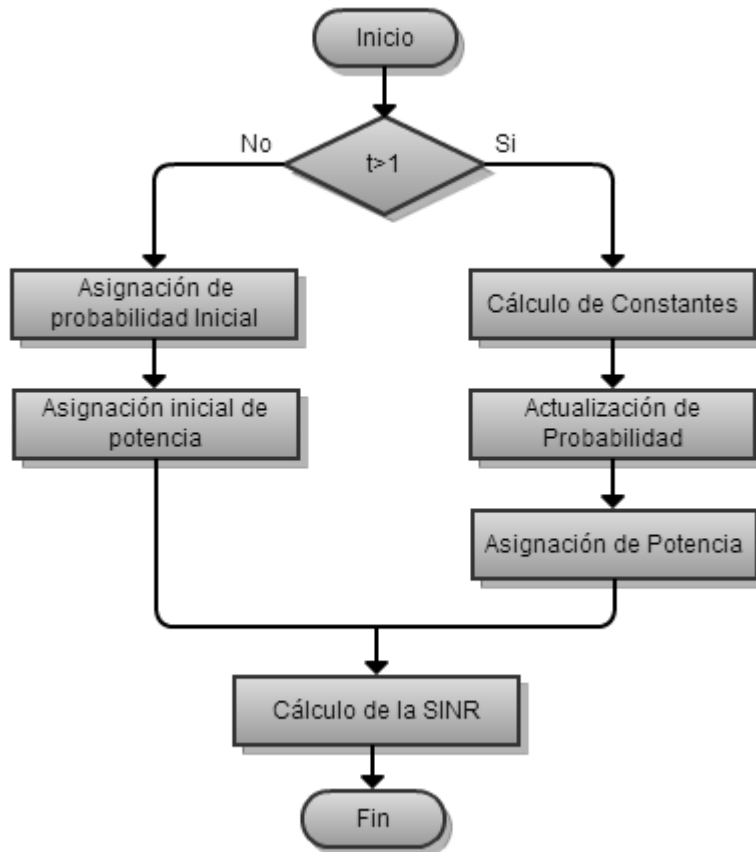 Inicio
No
Si
t>1
Asignación de
probabilidad Inicial
Cálculo de Constantes
Asignación inicial de
potencia
Actualización de
Probabilidad
Asignación de Potencia
Cálculo de la SINR
Fin